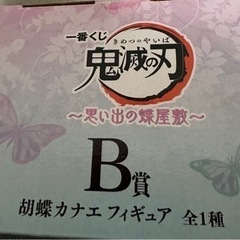 一番くじ
きめつのやいば
鬼滅の刃
～思い出の蝶屋敷～
B賞
胡蝶カナエ フィギュア 全1種